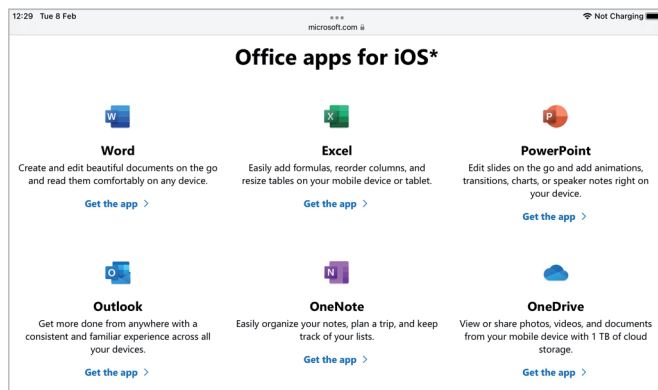 12:29 Tue 8 Feb
microsoft.com
Not Charging
Office apps for iOS*
W
X
P
Word
Excel
PowerPoint
Create and edit beautiful documents on the go
and read them comfortably on any device.
Get the app >
Easily add formulas, reorder columns, and
resize tables on your mobile device or tablet.
Get the app >
Edit slides on the go and add animations,
transitions, charts, or speaker notes right on
your device.
Get the app >
O
N
Outlook
OneNote
OneDrive
Get more done from anywhere with a
consistent and familiar experience across all
your devices.
Get the app >
Easily organize your notes, plan a trip, and keep
track of your lists.
Get the app >
View or share photos, videos, and documents
from your mobile device with 1 TB of cloud
storage.
Get the app >